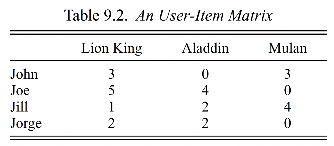 Table 9.2. An User-Item Matrix
Lion King Aladdin Mulan
John 3 0 3
Joe 5 4 0
Jill 1 2 4
Jorge 2 2 0